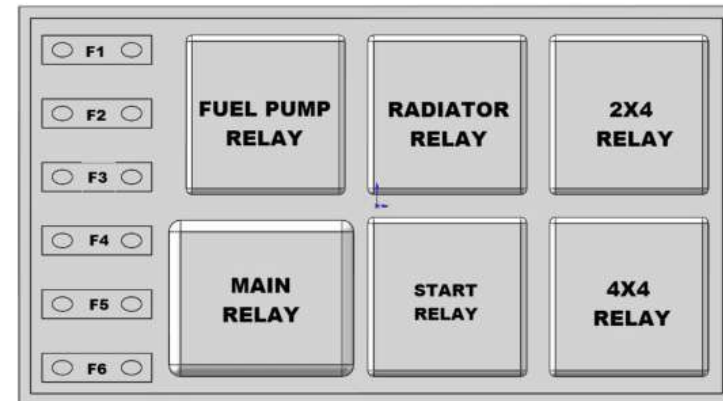 F1
F2
F3
F4
F5
F6
FUEL PUMP
RELAY
RADIATOR
RELAY
2X4
RELAY
MAIN
RELAY
START
RELAY
4X4
RELAY